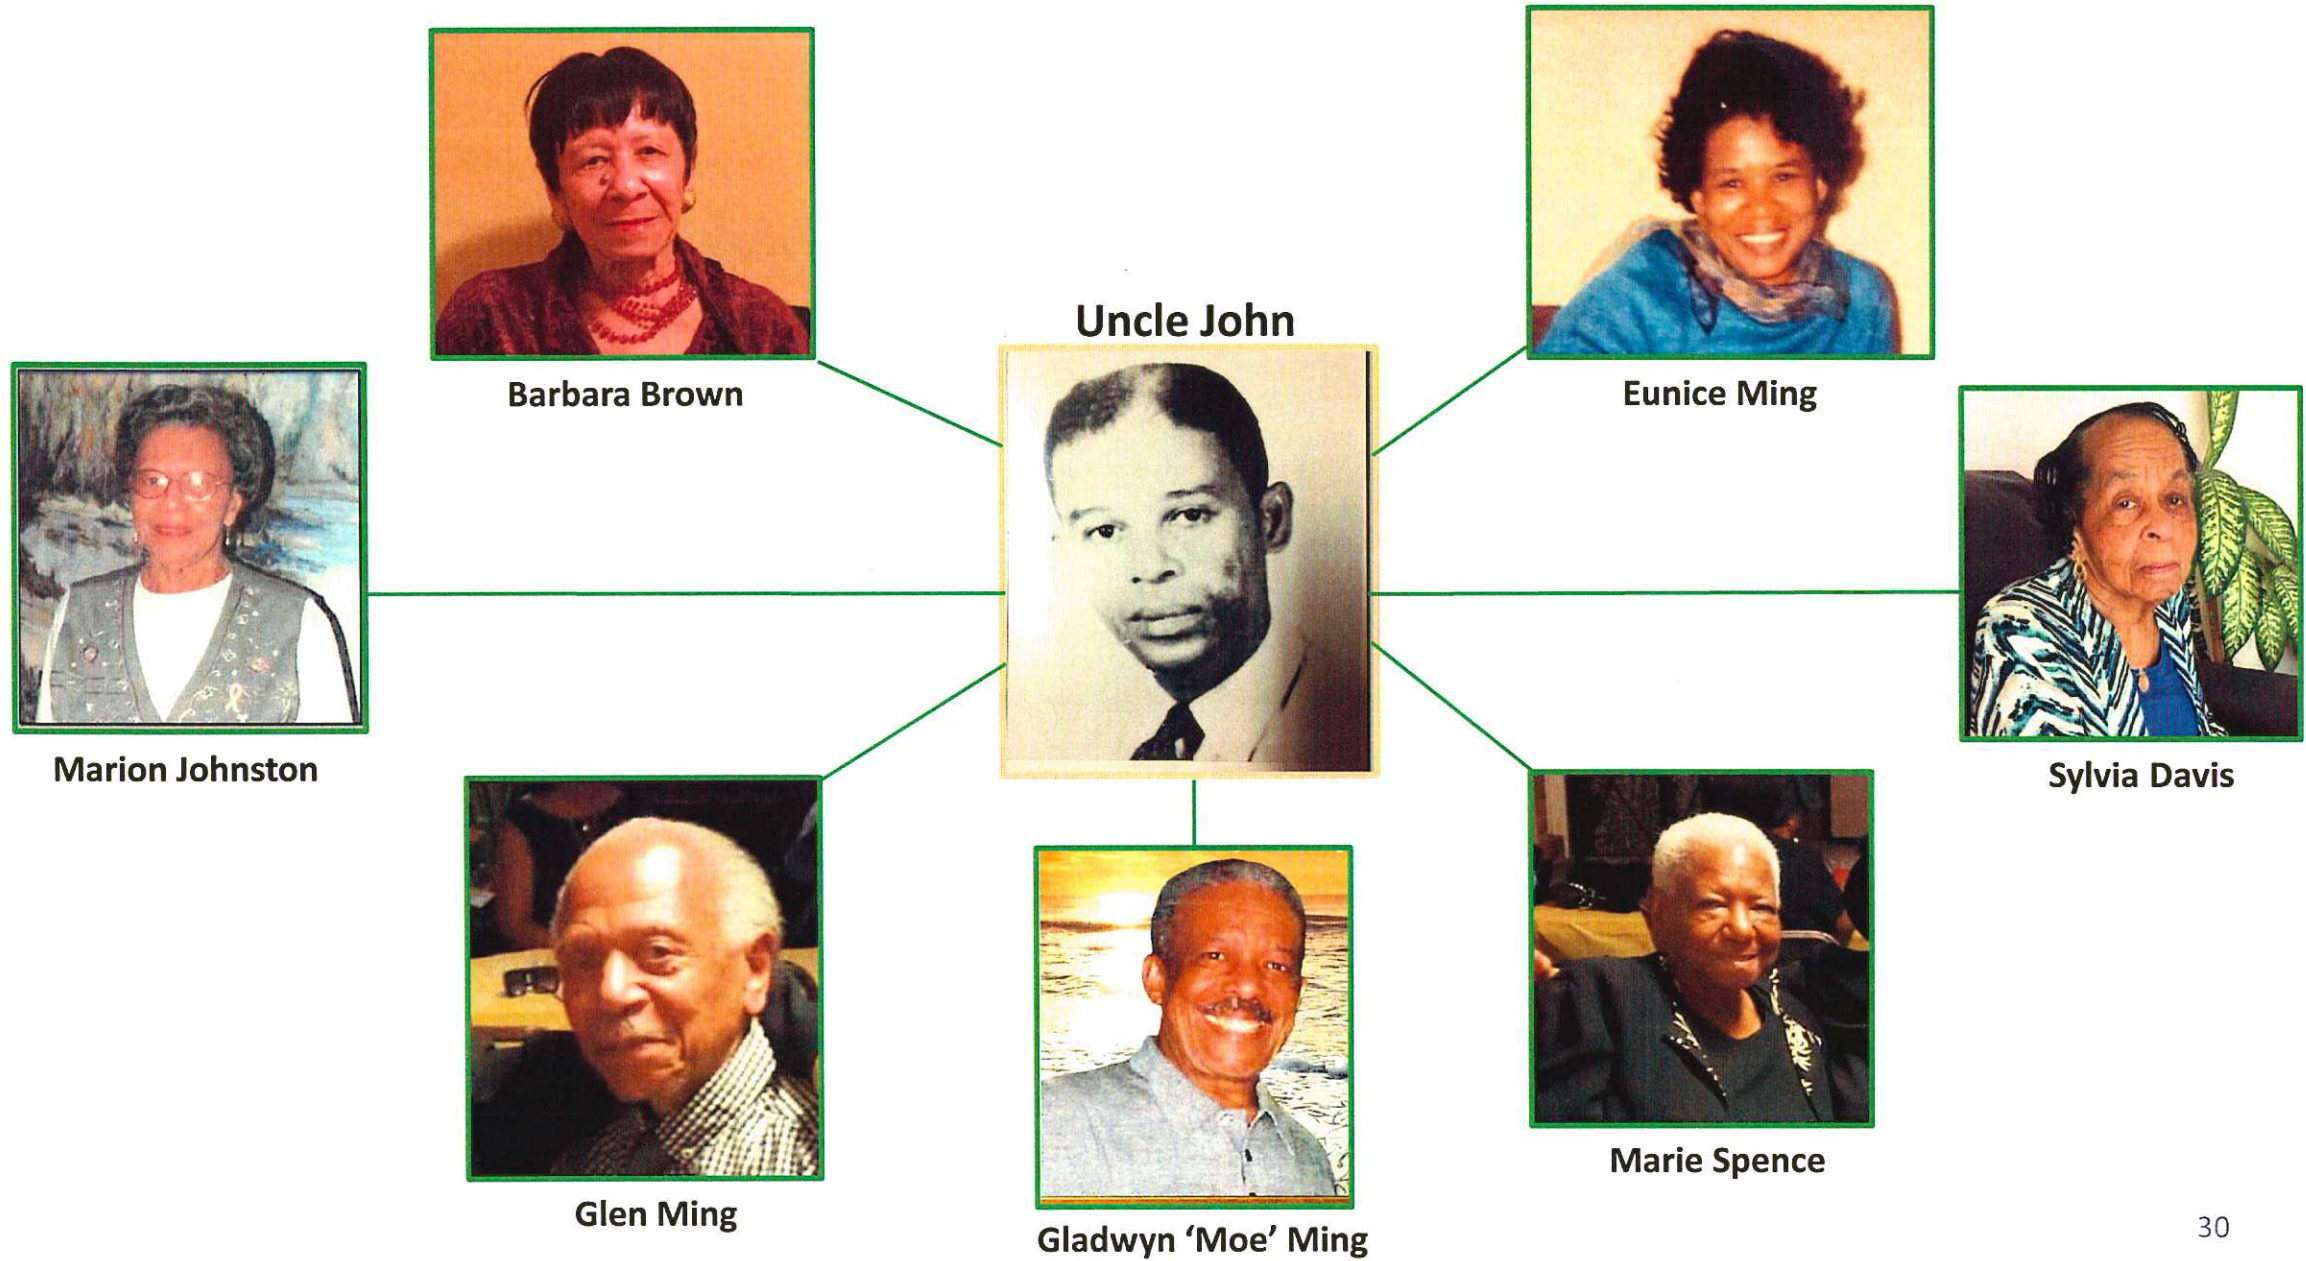 Uncle John
Barbara Brown
Eunice Ming
Marion Johnston
Sylvia Davis
Glen Ming
Marie Spence
Gladwyn ‘Moe’ Ming
30